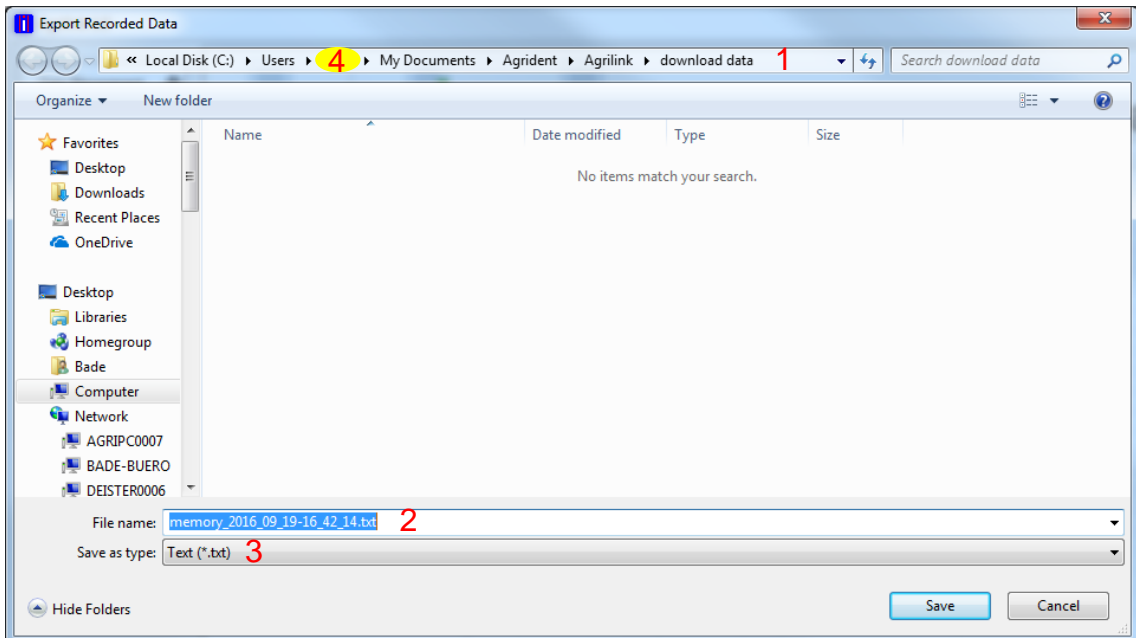 Export Recorded Data
« Local Disk (C:) ▸ Users ▸ 4 ▸ My Documents ▸ Agrident ▸ Agrilink ▸ download data 1 Search download data
Organize New folder
Favorites
Desktop
Downloads
Recent Places
OneDrive
Desktop
Libraries
Homegroup
Bade
Computer
Network
AGRIPC0007
BADE-BUERO
DEISTER0006
Name Date modified Type Size
No items match your search.
File name: memory_2016_09_19-16_42_14.txt 2
Save as type: Text (*.txt) 3
Hide Folders Save Cancel